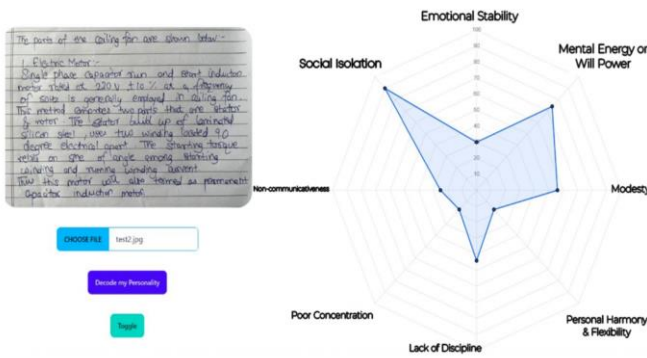 The parts of the ceiling fan are shown below:-
1. Electric Motor:-
Single phase Capacitor run and start induction
motor rated at 220 V ±10 % at a frequency
of 50Hz is generally employed in ceiling fan.
This method comprises two parts that are stator
& rotor. The stator build up of laminated
silicon steel, uses two winding located 90
degree electrical apart. The starting torque
relies on sine of angle among starting
winding and running winding current
Thus this motor will also termed as permanent
capacitor inductor motor
CHOOSE FILE test2.jpg
Decode my Personality
Toggle
Emotional Stability
Mental Energy or
Will Power
Modesty
Personal Harmony
& Flexibility
Lack of Discipline
Poor Concentration
Non-communicativeness
Social Isolation
100
90
80
70
60
50
40
30
20
10